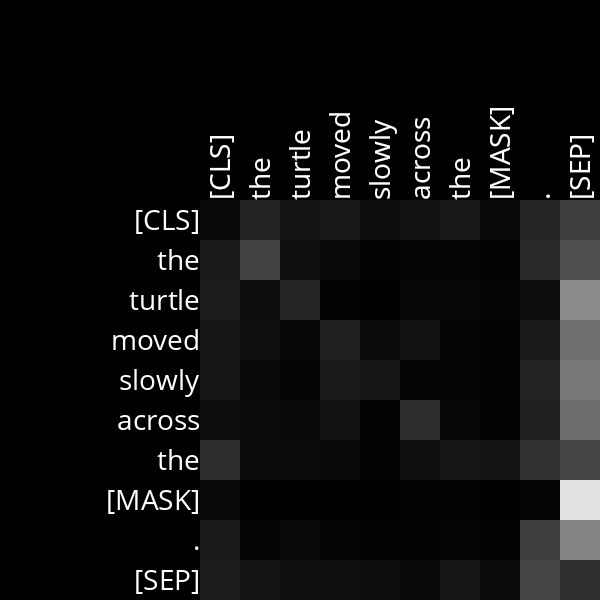 [CLS]
the
turtle
moved
slowly
across
the
[MASK]
.
[SEP]
[CLS]
the
turtle
moved
slowly
across
the
[MASK]
.
[SEP]